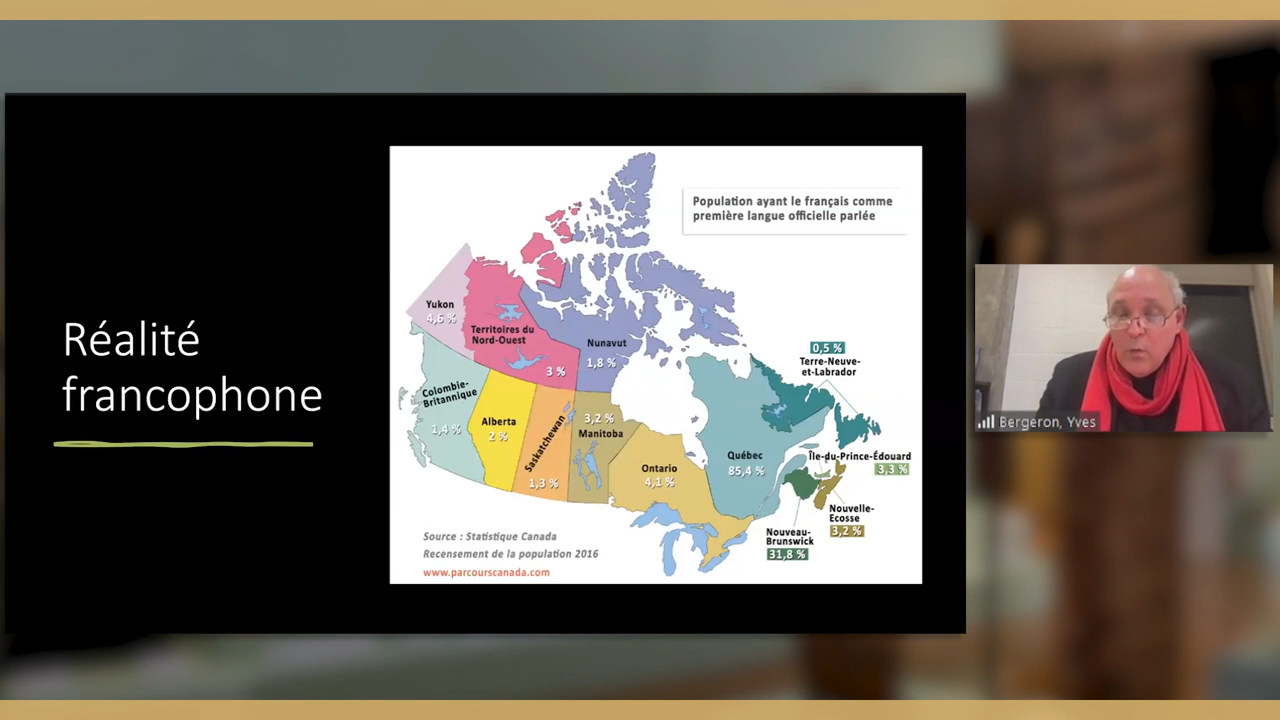 Réalité
francophone
Population ayant le français comme
première langue officielle parlée
Yukon
4,6 %
Territoires du
Nord-Ouest
3 %
Nunavut
1,8 %
0,5 %
Terre-Neuve-
et-Labrador
Colombie-
Britannique
1,4 %
Alberta
2 %
Saskatchewan
1,3 %
3,2 %
Manitoba
Ontario
4,1 %
Québec
85,4 %
Île-du-Prince-Édouard
3,3 %
Nouvelle-
Ecosse
3,2 %
Nouveau-
Brunswick
31,8 %
Source : Statistique Canada
Recensement de la population 2016
www.parcourscanada.com
Bergeron, Yves